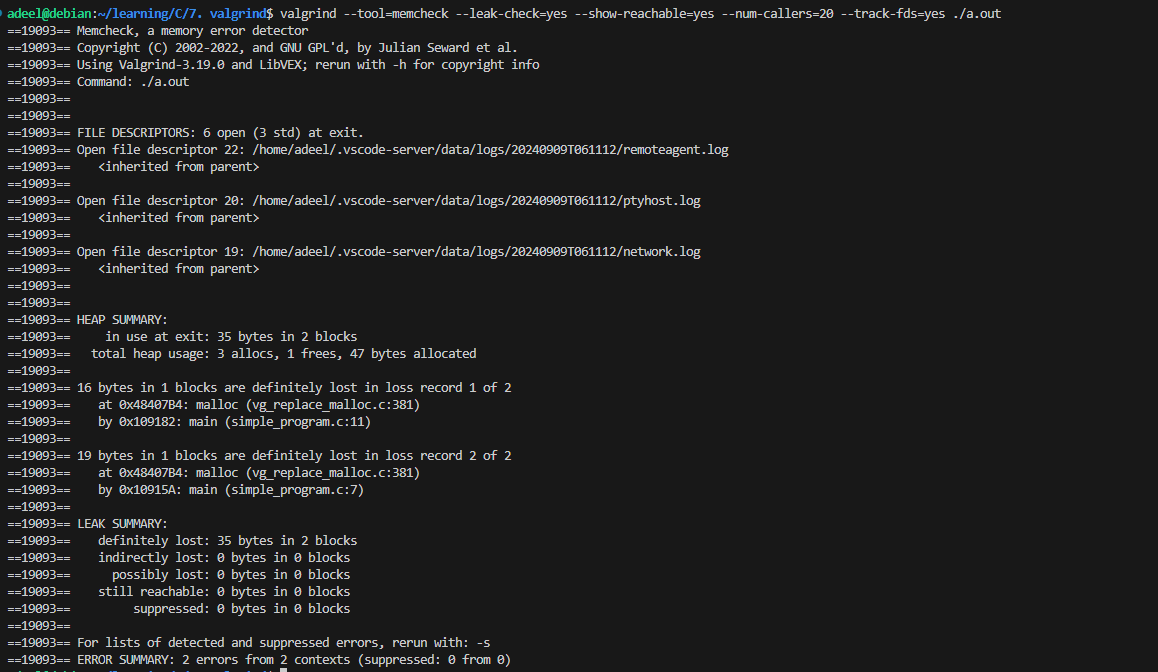 adeel@debian:~/learning/C/7. valgrind$ valgrind --tool=memcheck --leak-check=yes --show-reachable=yes --num-callers=20 --track-fds=yes ./a.out
==19093== Memcheck, a memory error detector
==19093== Copyright (C) 2002-2022, and GNU GPL'd, by Julian Seward et al.
==19093== Using Valgrind-3.19.0 and LibVEX; rerun with -h for copyright info
==19093== Command: ./a.out
==19093==
==19093==
==19093== FILE DESCRIPTORS: 6 open (3 std) at exit.
==19093== Open file descriptor 22: /home/adeel/.vscode-server/data/logs/20240909T061112/remoteagent.log
==19093==    <inherited from parent>
==19093==
==19093== Open file descriptor 20: /home/adeel/.vscode-server/data/logs/20240909T061112/ptyhost.log
==19093==    <inherited from parent>
==19093==
==19093== Open file descriptor 19: /home/adeel/.vscode-server/data/logs/20240909T061112/network.log
==19093==    <inherited from parent>
==19093==
==19093==
==19093== HEAP SUMMARY:
==19093==     in use at exit: 35 bytes in 2 blocks
==19093==   total heap usage: 3 allocs, 1 frees, 47 bytes allocated
==19093==
==19093== 16 bytes in 1 blocks are definitely lost in loss record 1 of 2
==19093==    at 0x48407B4: malloc (vg_replace_malloc.c:381)
==19093==    by 0x109182: main (simple_program.c:11)
==19093==
==19093== 19 bytes in 1 blocks are definitely lost in loss record 2 of 2
==19093==    at 0x48407B4: malloc (vg_replace_malloc.c:381)
==19093==    by 0x10915A: main (simple_program.c:7)
==19093==
==19093== LEAK SUMMARY:
==19093==    definitely lost: 35 bytes in 2 blocks
==19093==    indirectly lost: 0 bytes in 0 blocks
==19093==      possibly lost: 0 bytes in 0 blocks
==19093==    still reachable: 0 bytes in 0 blocks
==19093==         suppressed: 0 bytes in 0 blocks
==19093==
==19093== For lists of detected and suppressed errors, rerun with: -s
==19093== ERROR SUMMARY: 2 errors from 2 contexts (suppressed: 0 from 0)